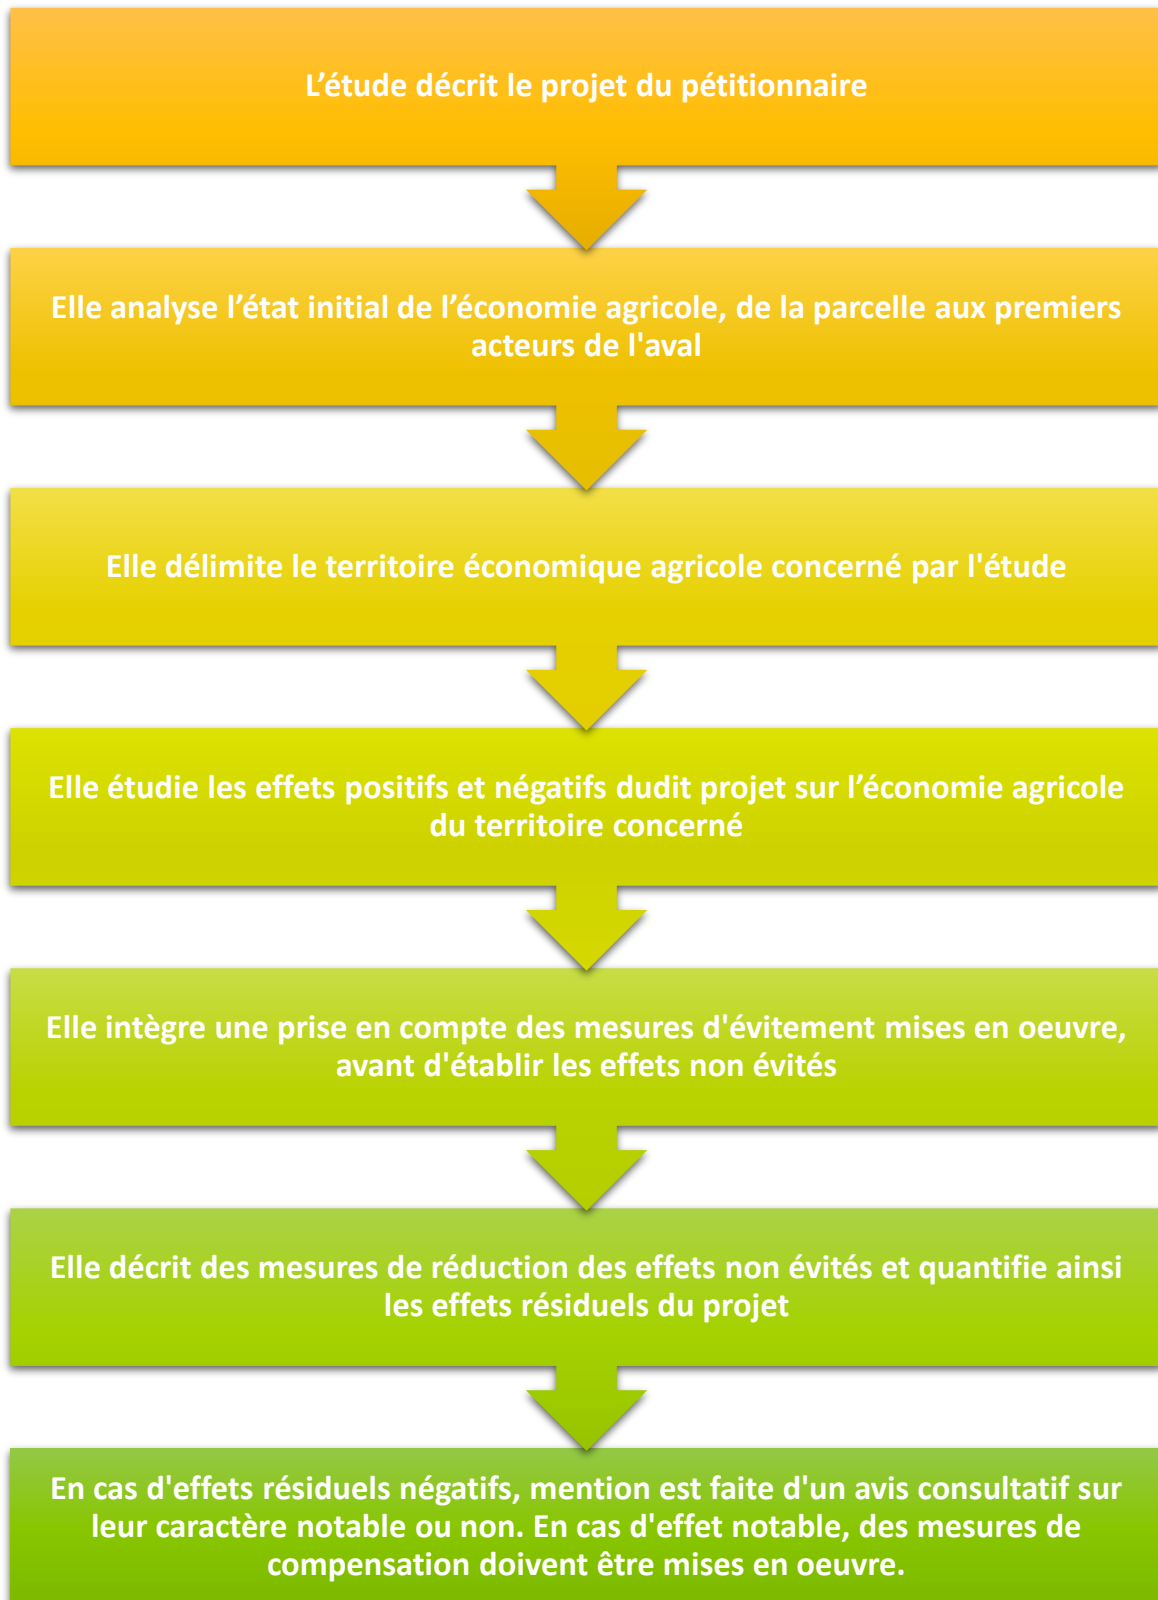 L’étude décrit le projet du pétitionnaire
Elle analyse l’état initial de l’économie agricole, de la parcelle aux premiers
acteurs de l'aval
Elle délimite le territoire économique agricole concerné par l'étude
Elle étudie les effets positifs et négatifs dudit projet sur l’économie agricole
du territoire concerné
Elle intègre une prise en compte des mesures d'évitement mises en oeuvre,
avant d'établir les effets non évités
Elle décrit des mesures de réduction des effets non évités et quantifie ainsi
les effets résiduels du projet
En cas d'effets résiduels négatifs, mention est faite d'un avis consultatif sur
leur caractère notable ou non. En cas d'effet notable, des mesures de
compensation doivent être mises en oeuvre.